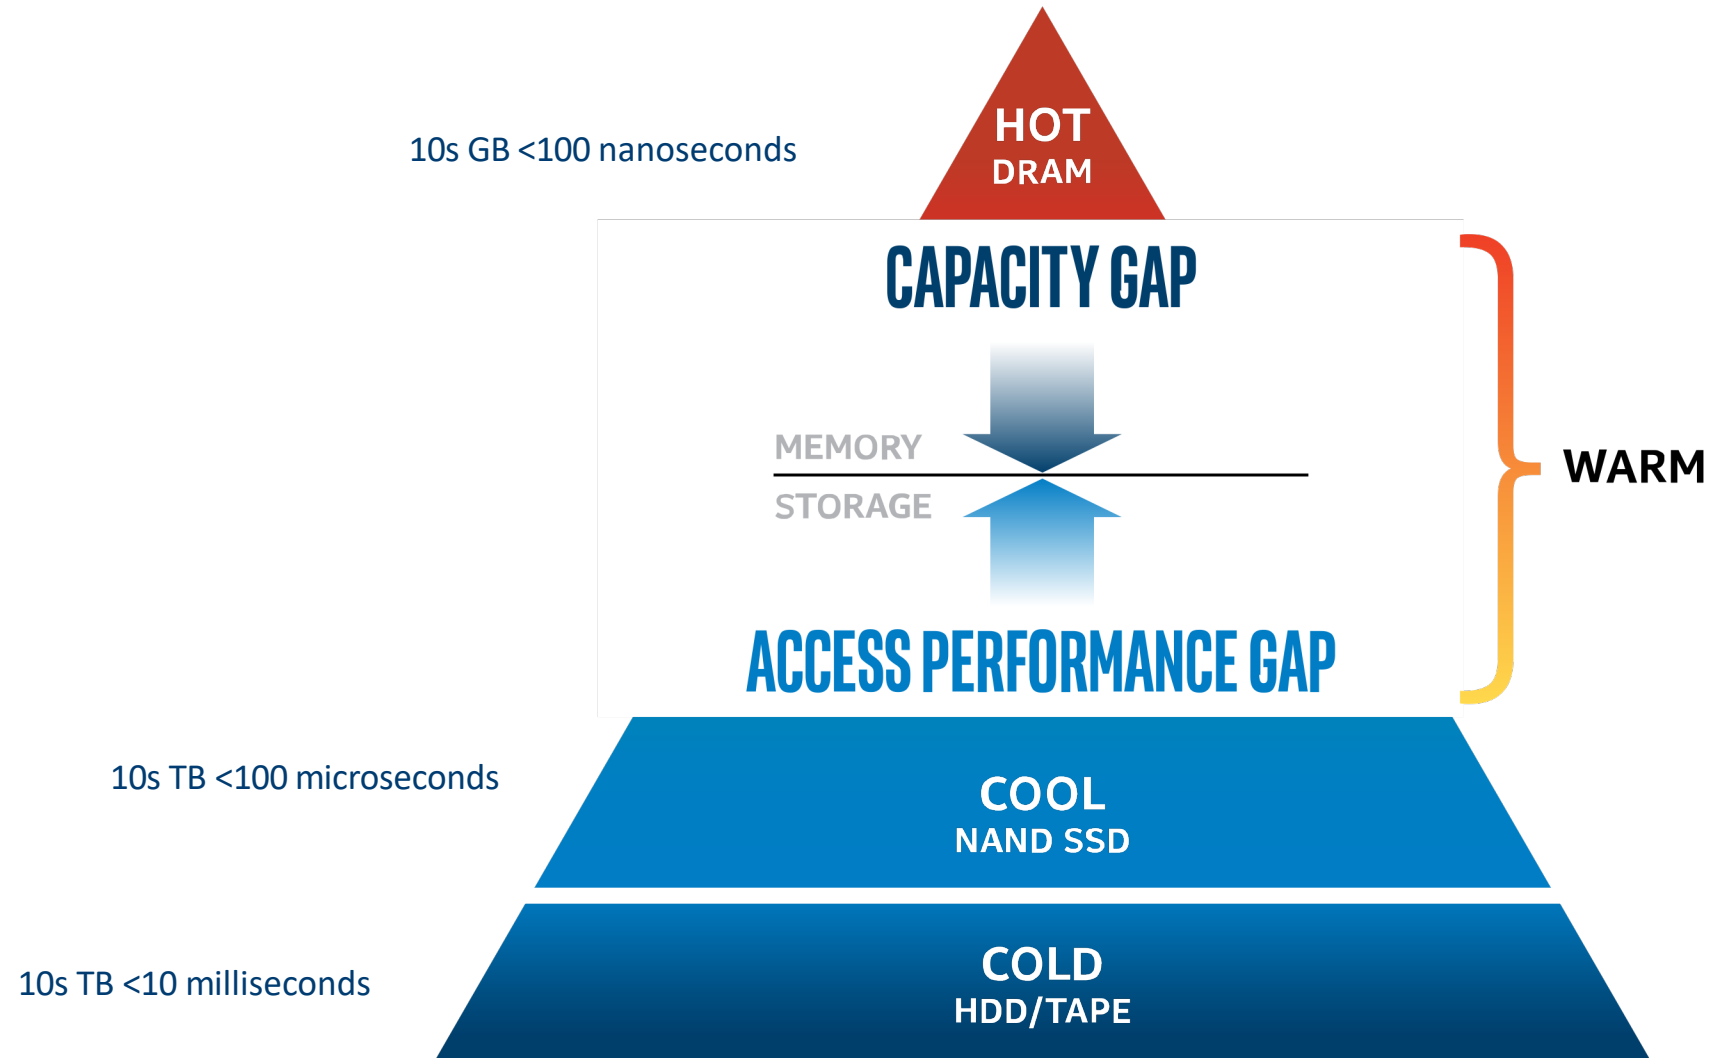 HOT
DRAM
10s GB <100 nanoseconds
CAPACITY GAP
MEMORY
STORAGE
WARM
ACCESS PERFORMANCE GAP
10s TB <100 microseconds
COOL
NAND SSD
10s TB <10 milliseconds
COLD
HDD/TAPE